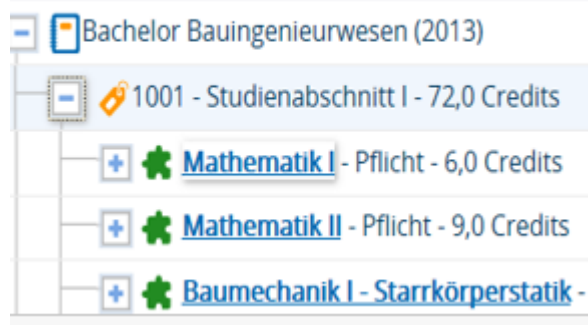 Bachelor Bauingenieurwesen (2013)
1001 - Studienabschnitt I - 72,0 Credits
Mathematik I - Pflicht - 6,0 Credits
Mathematik II - Pflicht - 9,0 Credits
Baumechanik I - Starrkörperstatik -